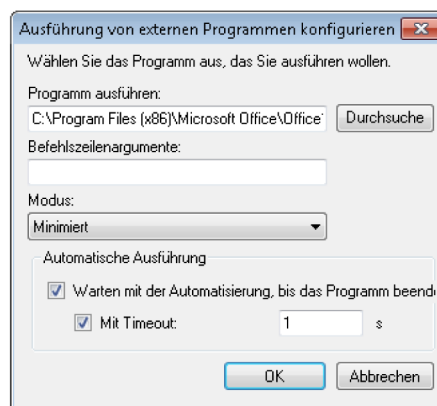 Ausführung von externen Programmen konfigurieren
Wählen Sie das Programm aus, das Sie ausführen wollen.
Programm ausführen:
C:\Program Files (x86)\Microsoft Office\Office
Durchsuche
Befehlszeilenargumente:
Modus:
Minimiert
Automatische Ausführung
Warten mit der Automatisierung, bis das Programm beend
Mit Timeout: 1 s
OK Abbrechen